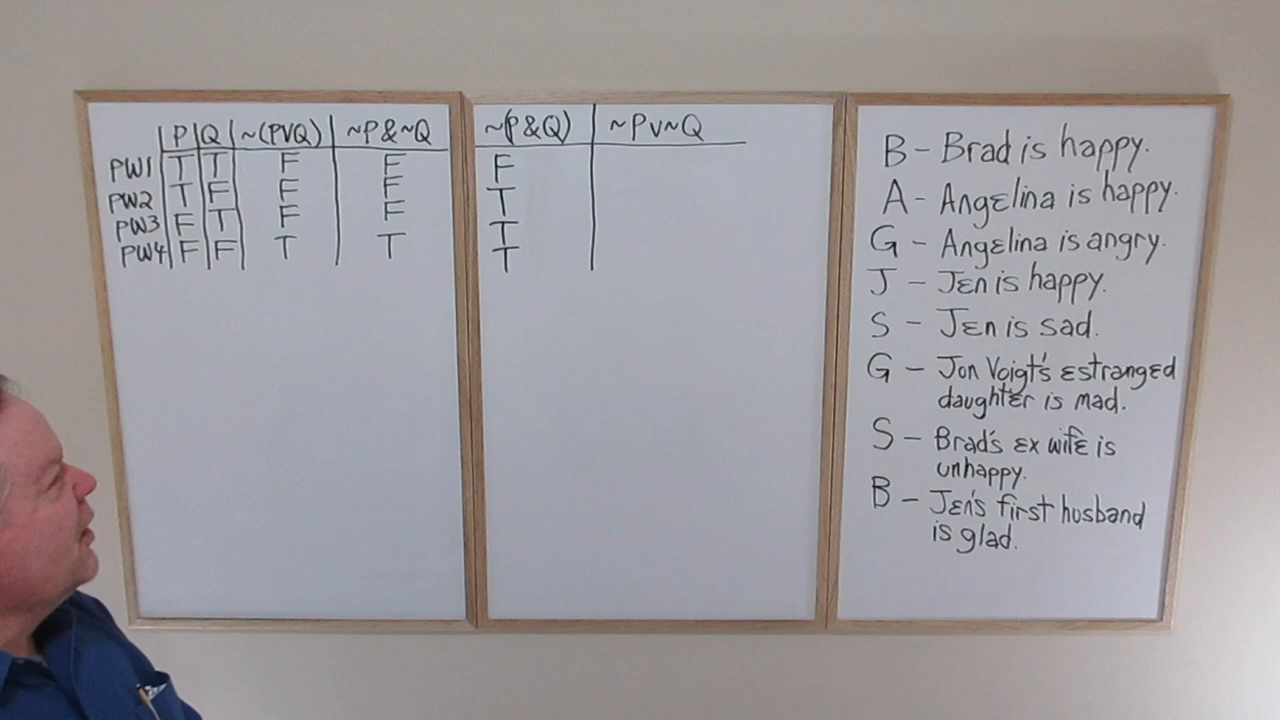 P Q ~(PVQ) ~P & ~Q
PW1 T T F F
PW2 T F F F
PW3 F T F F
PW4 F F T T
~(P&Q) ~PV~Q
F
T
T
T
B - Brad is happy.
A - Angelina is happy.
G - Angelina is angry.
J - Jen is happy.
S - Jen is sad.
G - Jon Voigt's estranged
daughter is mad.
S - Brad's ex wife is
unhappy.
B - Jen's first husband
is glad.